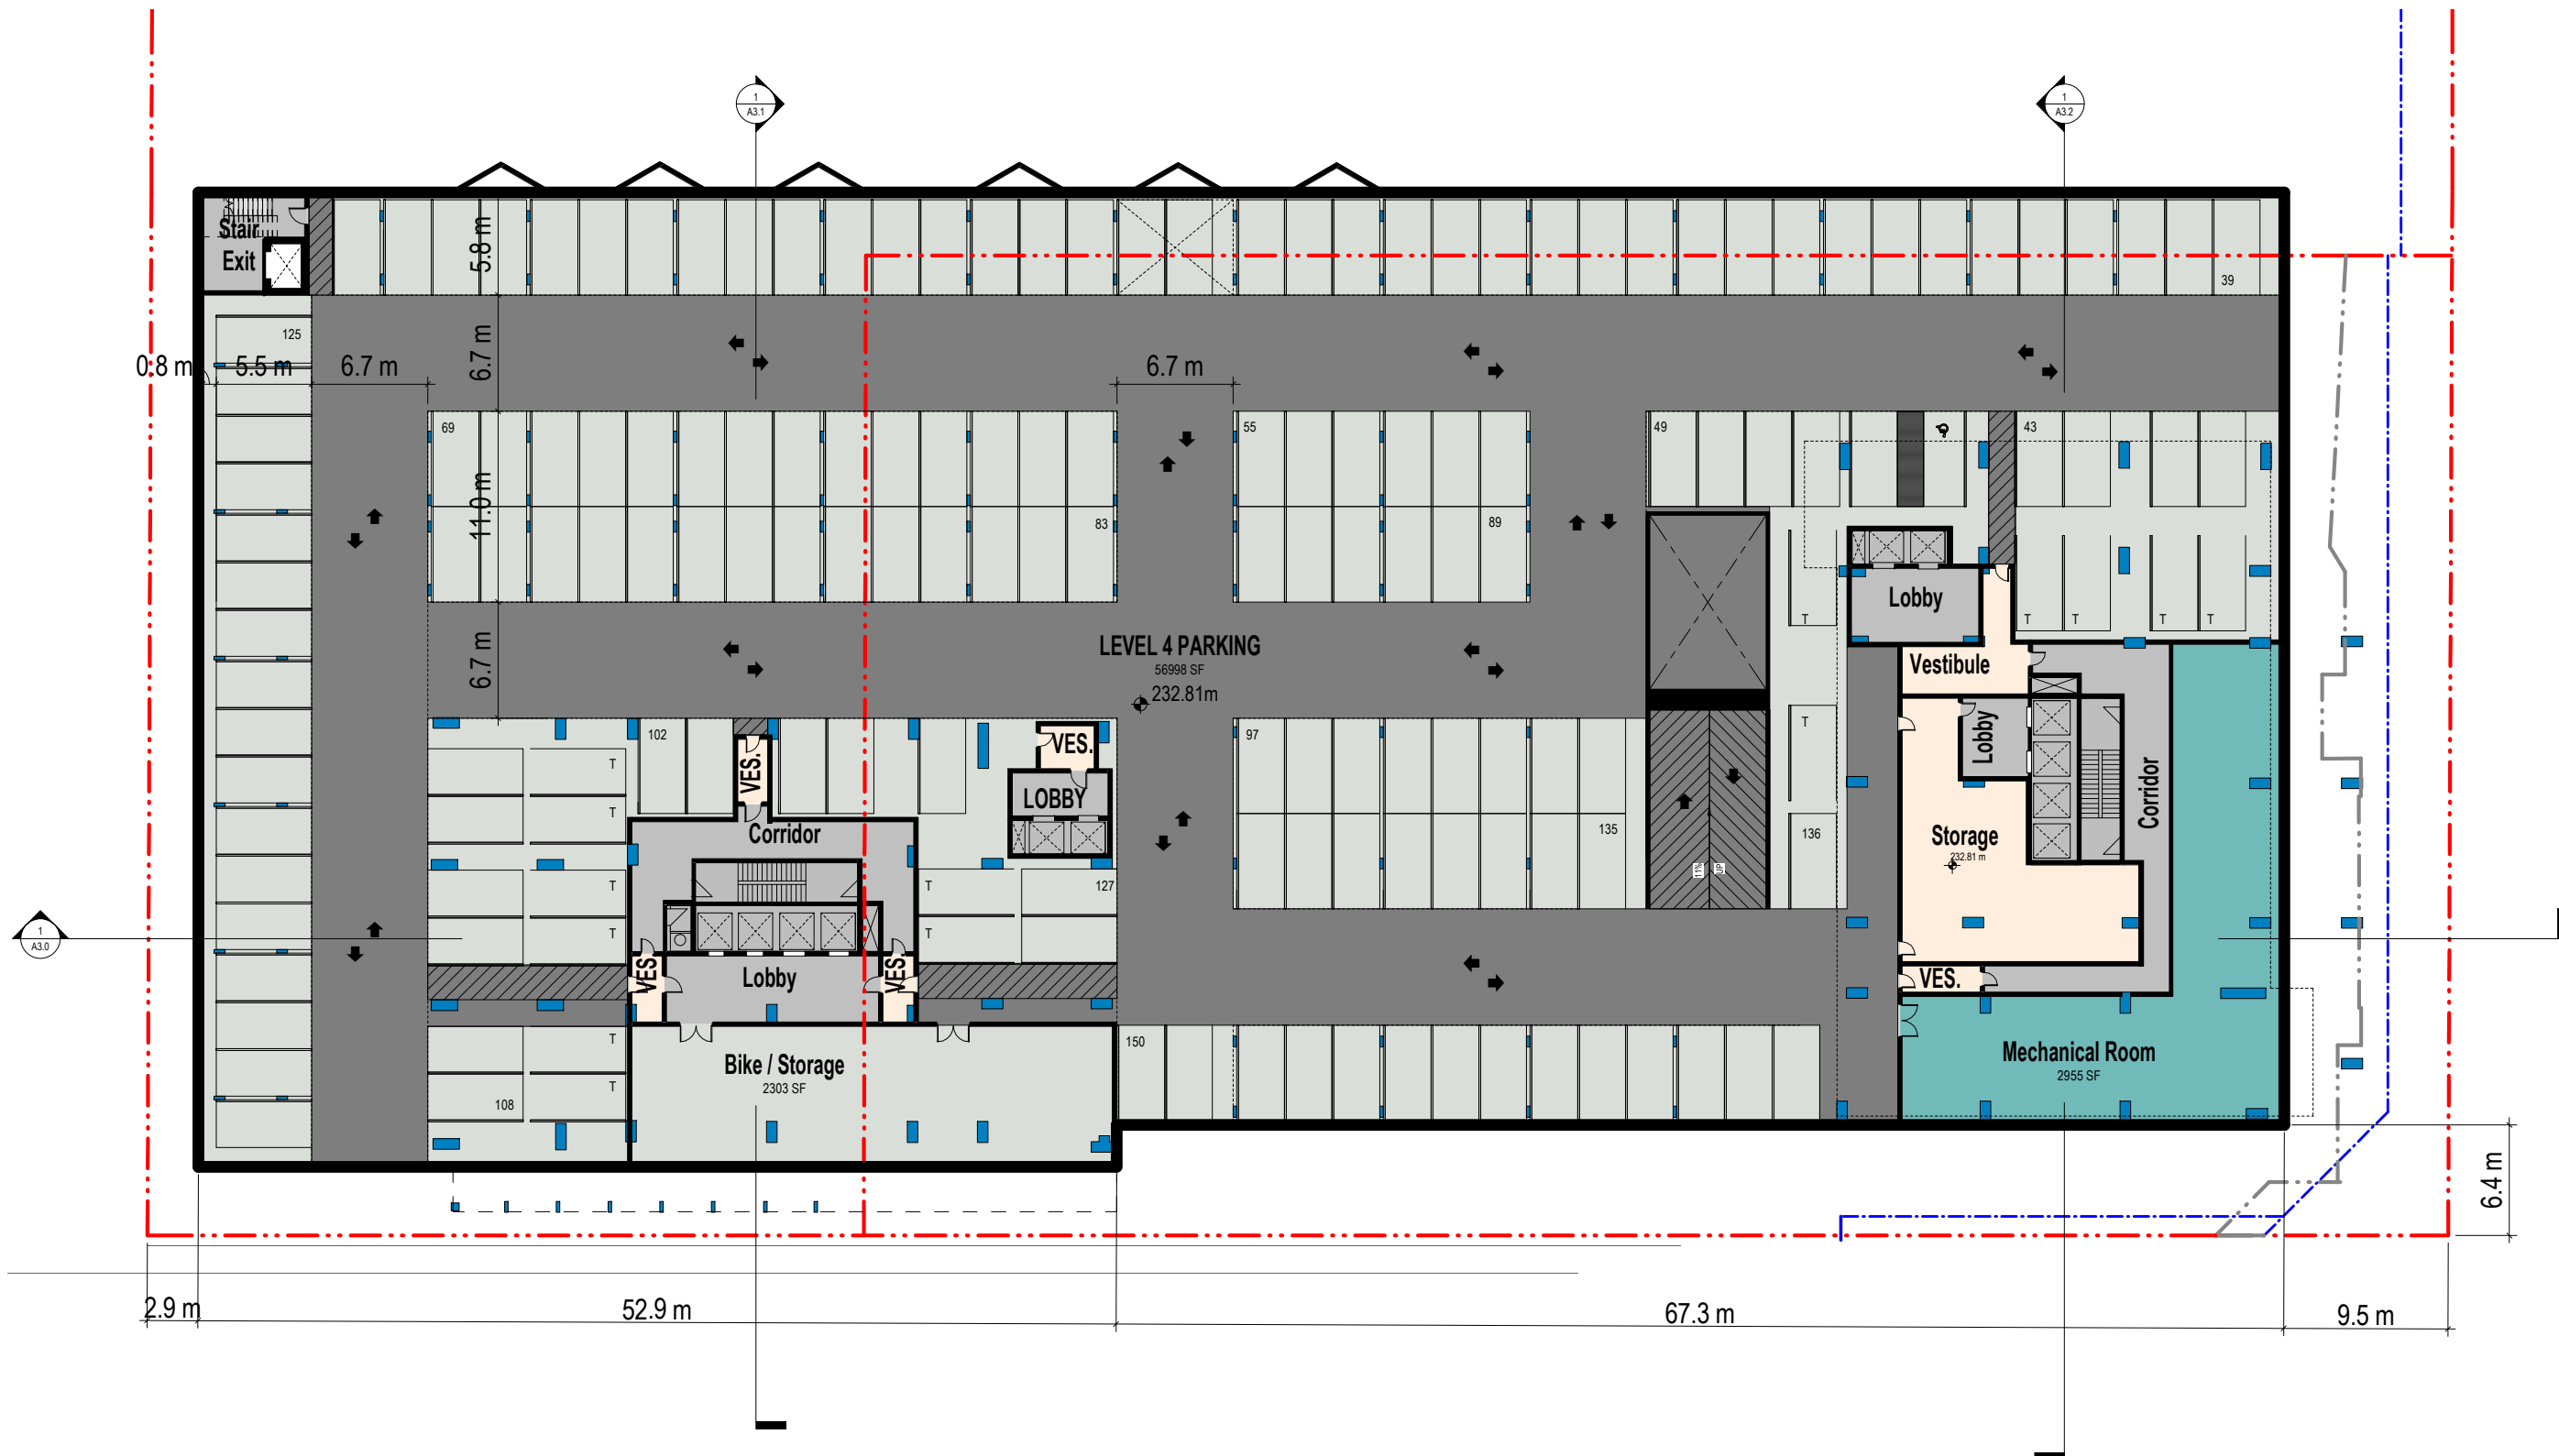 1
A3.1
1
A3.2
Stair
Exit
5.8 m
39
125
0.8 m
5.5 m
6.7 m
6.7 m
6.7 m
69
55
49
43
11.0 m
83
89
T
T
T
T
T
Lobby
LEVEL 4 PARKING
56998 SF
232.81m
6.7 m
Vestibule
102
VES.
97
T
Lobby
T
VES.
LOBBY
T
Corridor
135
136
Storage
232.81 m
Corridor
T
T
127
11%
UP
1
A3.0
T
T
VES.
Lobby
VES.
VES.
T
150
Bike / Storage
2303 SF
Mechanical Room
2955 SF
T
108
6.4 m
2.9 m
52.9 m
67.3 m
9.5 m